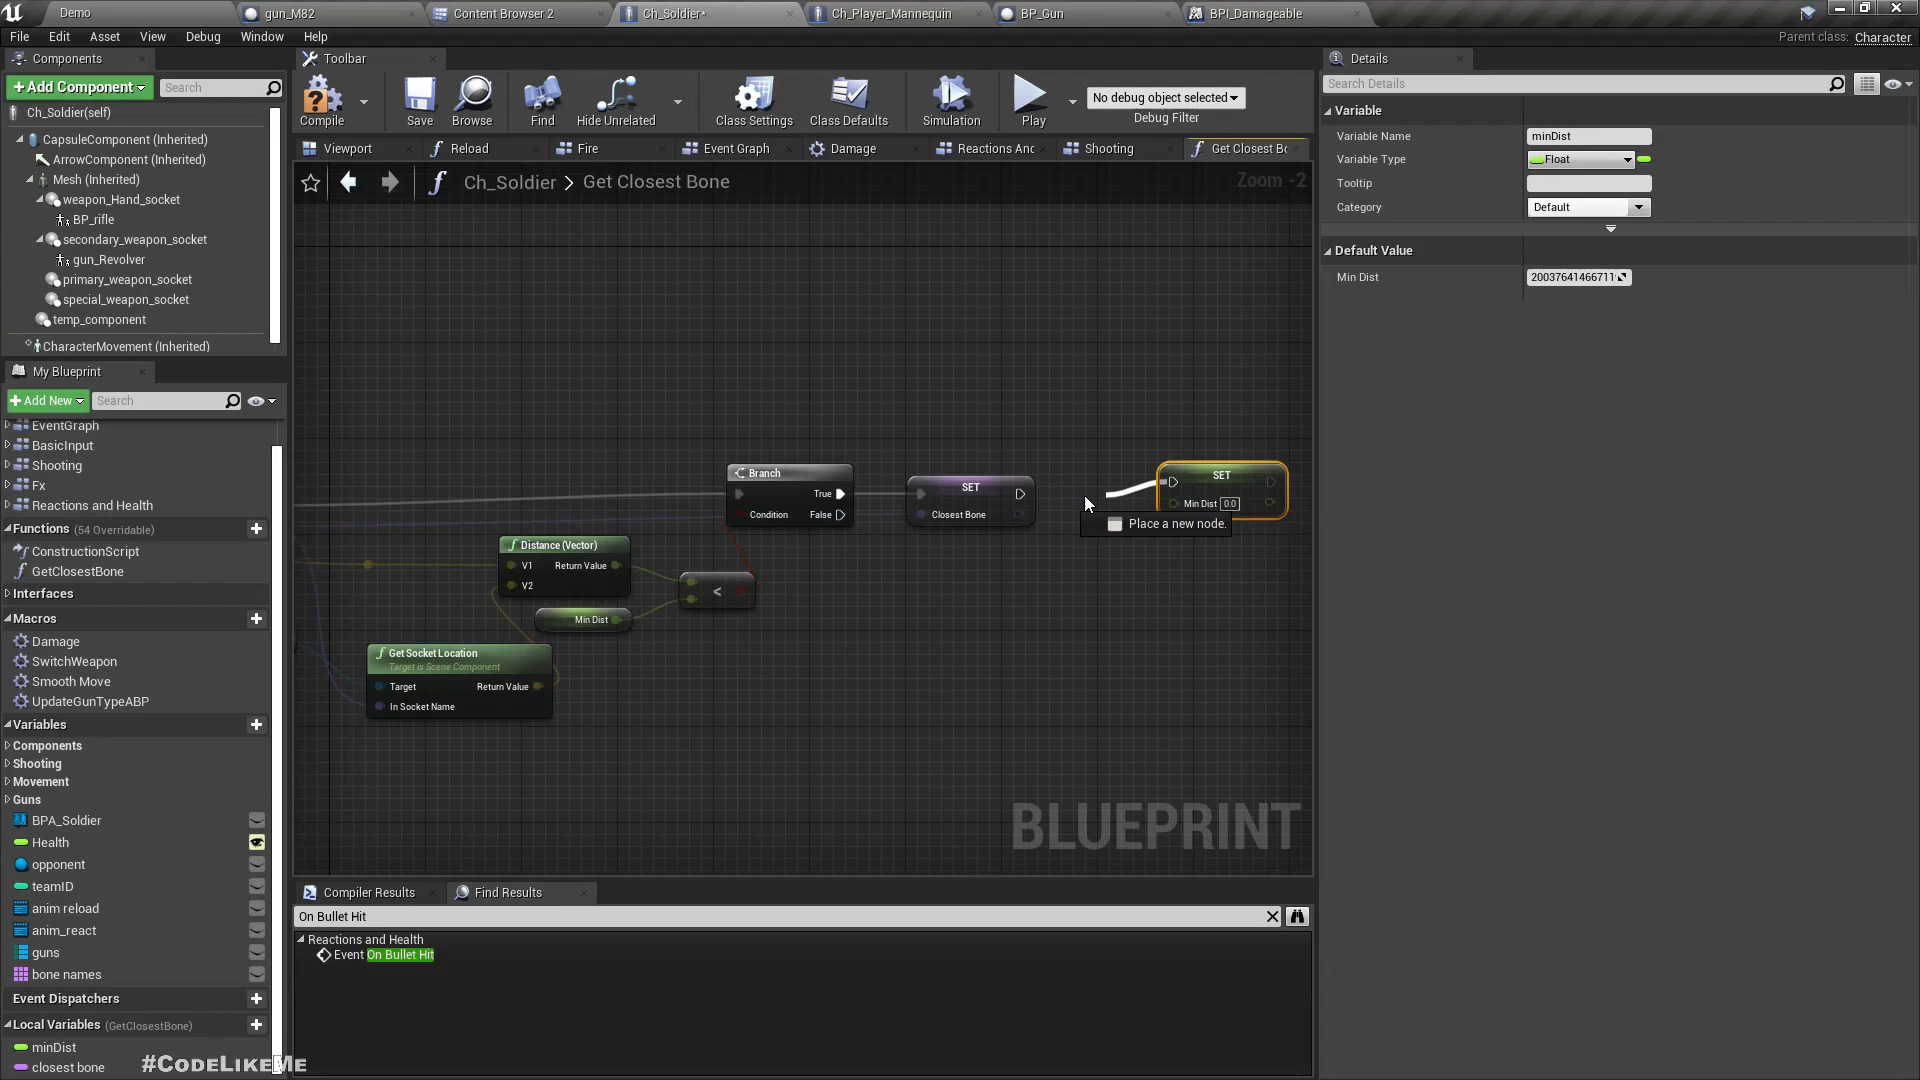 Demo
gun_M82
Content Browser 2
Ch_Soldier*
Ch_Player_Mannequin
BP_Gun
BPI_Damageable
File Edit Asset View Debug Window Help
Parent class: Character
Components
+Add Component
Search
Ch_Soldier(self)
CapsuleComponent (Inherited)
ArrowComponent (Inherited)
Mesh (Inherited)
weapon_Hand_socket
BP_rifle
secondary_weapon_socket
gun_Revolver
primary_weapon_socket
special_weapon_socket
temp_component
CharacterMovement (Inherited)
My Blueprint
+Add New
Search
EventGraph
BasicInput
Shooting
Fx
Reactions and Health
Functions (54 Overridable)
ConstructionScript
GetClosestBone
Interfaces
Macros
Damage
SwitchWeapon
Smooth Move
UpdateGunTypeABP
Variables
Components
Shooting
Movement
Guns
BPA_Soldier
Health
opponent
teamID
anim reload
anim_react
guns
bone names
Event Dispatchers
Local Variables (GetClosestBone)
minDist
closest bone
#CodeLikeMe
Toolbar
Compile
Save
Browse
Find
Hide Unrelated
Class Settings
Class Defaults
Simulation
Play
No debug object selected
Debug Filter
Viewport
Reload
Fire
Event Graph
Damage
Reactions Anc
Shooting
Get Closest Bc
Ch_Soldier > Get Closest Bone
Zoom -2
Branch
True
Condition False
SET
Closest Bone
SET
Min Dist 0.0
Place a new node.
Distance (Vector)
V1 Return Value
V2
<
Min Dist
Get Socket Location
Target is Scene Component
Target Return Value
In Socket Name
BLUEPRINT
Compiler Results
Find Results
On Bullet Hit
Reactions and Health
Event On Bullet Hit
Details
Search Details
Variable
Variable Name minDist
Variable Type Float
Tooltip
Category Default
Default Value
Min Dist